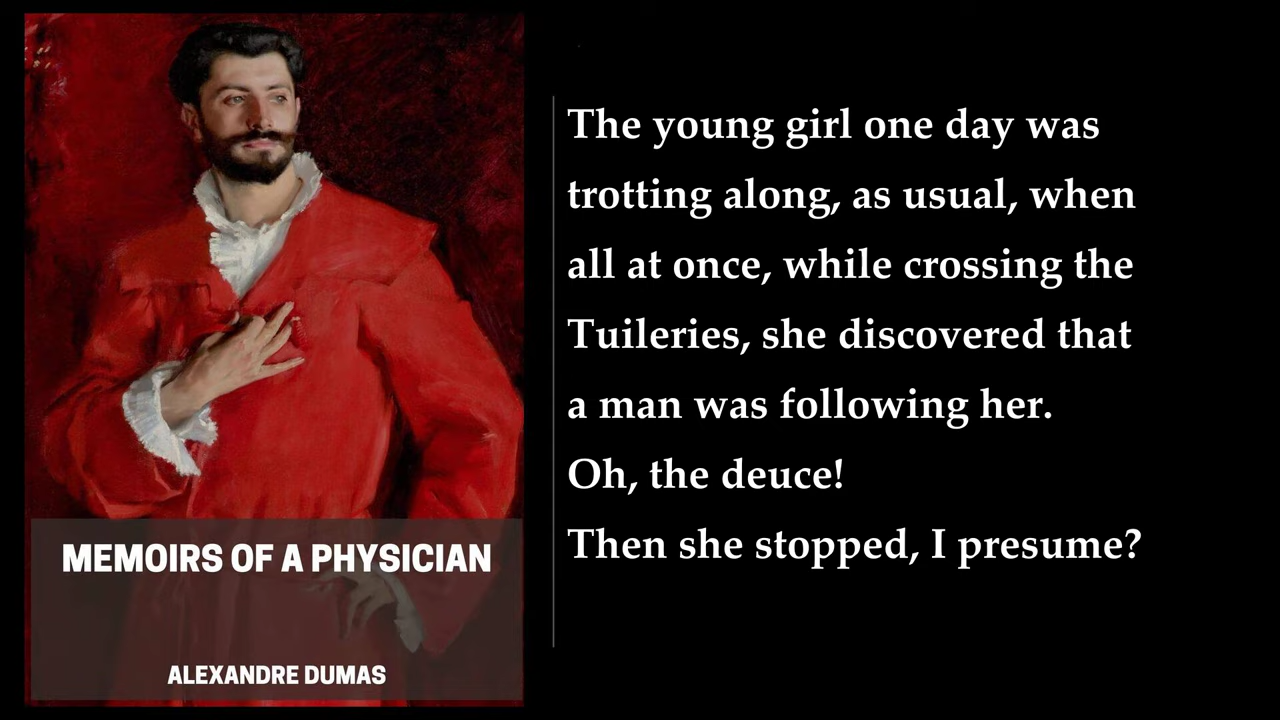 MEMOIRS OF A PHYSICIAN
ALEXANDRE DUMAS
The young girl one day was
trotting along, as usual, when
all at once, while crossing the
Tuileries, she discovered that
a man was following her.
Oh, the deuce!
Then she stopped, I presume?